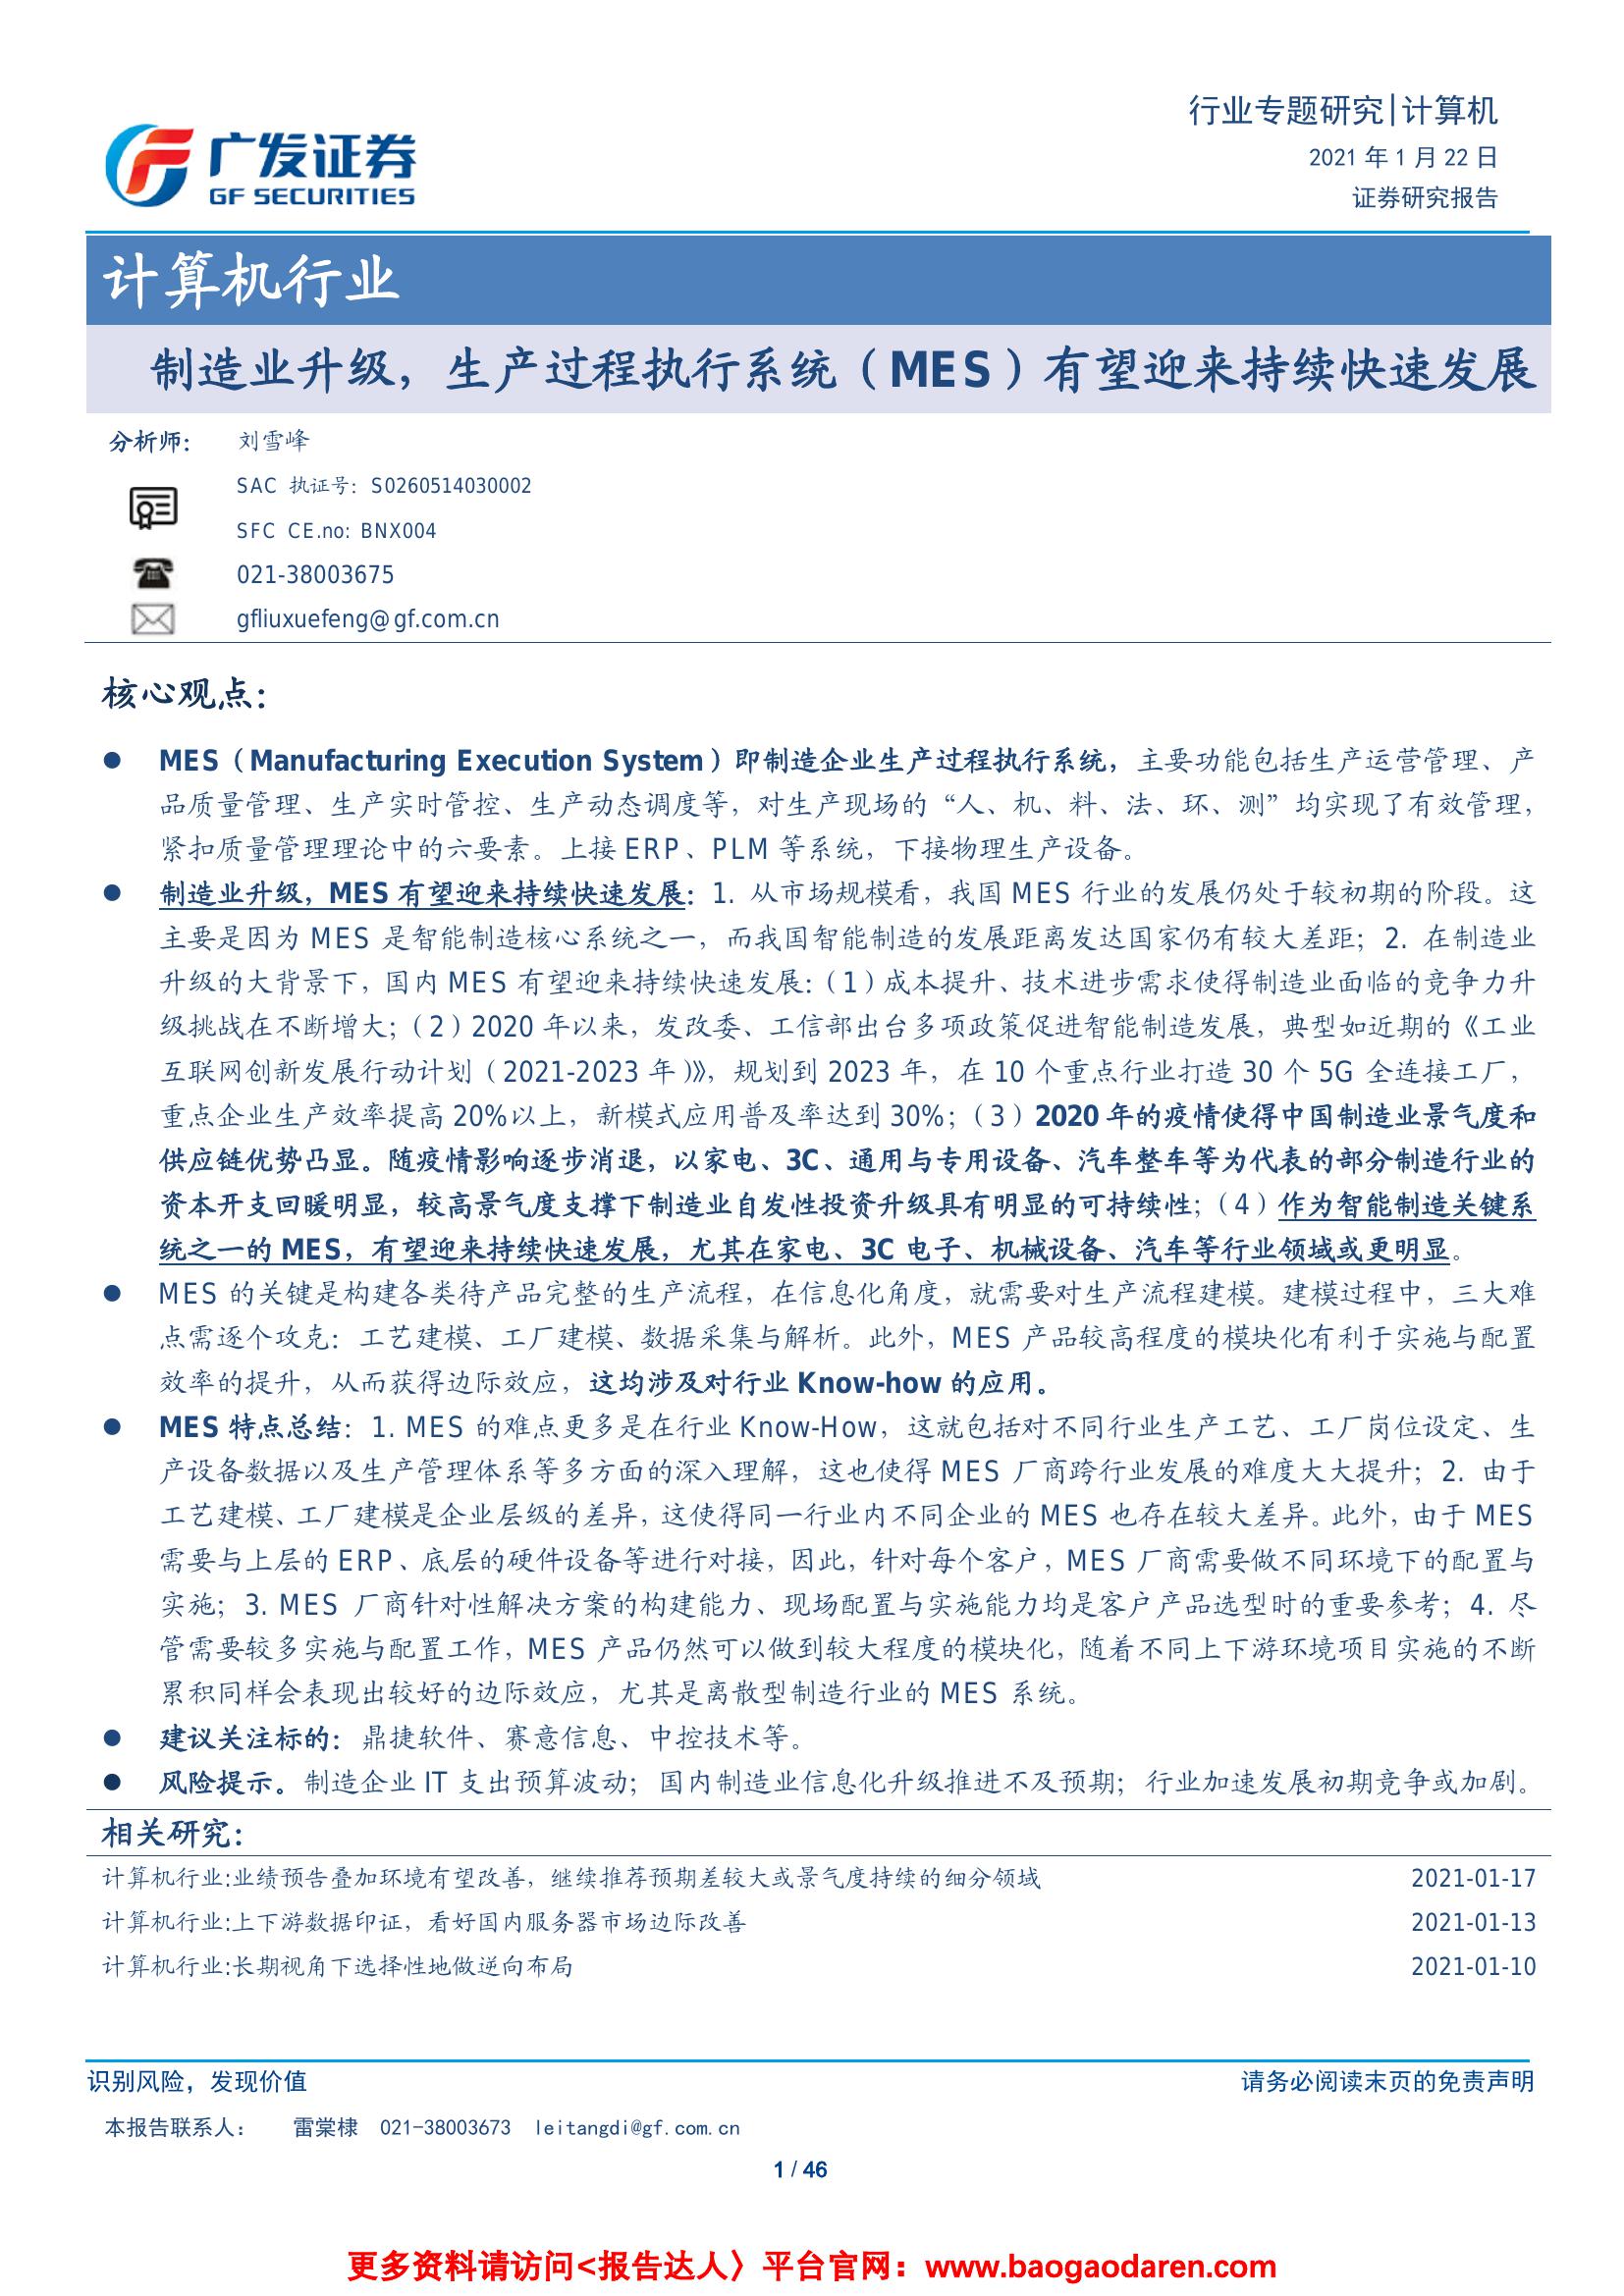 行业专题研究|计算机
2021 年 1 月 22 日
证券研究报告
广发证券
GF SECURITIES
计算机行业
制造业升级，生产过程执行系统（MES）有望迎来持续快速发展
分析师： 刘雪峰
SAC 执证号：S0260514030002
SFC CE.no: BNX004
021-38003675
gfliuxuefeng@gf.com.cn
核心观点：
● MES（Manufacturing Execution System）即制造企业生产过程执行系统，主要功能包括生产运营管理、产
品质量管理、生产实时管控、生产动态调度等，对生产现场的“人、机、料、法、环、测”均实现了有效管理，
紧扣质量管理理论中的六要素。上接 ERP、PLM 等系统，下接物理生产设备。
● 制造业升级，MES 有望迎来持续快速发展：1. 从市场规模看，我国 MES 行业的发展仍处于较初期的阶段。这
主要是因为 MES 是智能制造核心系统之一，而我国智能制造的发展距离发达国家仍有较大差距；2. 在制造业
升级的大背景下，国内 MES 有望迎来持续快速发展：（1）成本提升、技术进步需求使得制造业面临的竞争力升
级挑战在不断增大；（2）2020 年以来，发改委、工信部出台多项政策促进智能制造发展，典型如近期的《工业
互联网创新发展行动计划（2021-2023 年）》，规划到 2023 年，在 10 个重点行业打造 30 个 5G 全连接工厂，
重点企业生产效率提高 20%以上，新模式应用普及率达到 30%；（3）2020 年的疫情使得中国制造业景气度和
供应链优势凸显。随疫情影响逐步消退，以家电、3C、通用与专用设备、汽车整车等为代表的部分制造行业的
资本开支回暖明显，较高景气度支撑下制造业自发性投资升级具有明显的可持续性；（4）作为智能制造关键系
统之一的 MES，有望迎来持续快速发展，尤其在家电、3C 电子、机械设备、汽车等行业领域或更明显。
● MES 的关键是构建各类待产品完整的生产流程，在信息化角度，就需要对生产流程建模。建模过程中，三大难
点需逐个攻克：工艺建模、工厂建模、数据采集与解析。此外，MES 产品较高程度的模块化有利于实施与配置
效率的提升，从而获得边际效应，这均涉及对行业 Know-how 的应用。
● MES 特点总结：1. MES 的难点更多是在行业 Know-How，这就包括对不同行业生产工艺、工厂岗位设定、生
产设备数据以及生产管理体系等多方面的深入理解，这也使得 MES 厂商跨行业发展的难度大大提升；2. 由于
工艺建模、工厂建模是企业层级的差异，这使得同一行业内不同企业的 MES 也存在较大差异。此外，由于 MES
需要与上层的 ERP、底层的硬件设备等进行对接，因此，针对每个客户，MES 厂商需要做不同环境下的配置与
实施；3. MES 厂商针对性解决方案的构建能力、现场配置与实施能力均是客户产品选型时的重要参考；4. 尽
管需要较多实施与配置工作，MES 产品仍然可以做到较大程度的模块化，随着不同上下游环境项目实施的不断
累积同样会表现出较好的边际效应，尤其是离散型制造行业的 MES 系统。
● 建议关注标的：鼎捷软件、赛意信息、中控技术等。
● 风险提示。制造企业 IT 支出预算波动；国内制造业信息化升级推进不及预期；行业加速发展初期竞争或加剧。
相关研究：
计算机行业:业绩预告叠加环境有望改善，继续推荐预期差较大或景气度持续的细分领域 2021-01-17
计算机行业:上下游数据印证，看好国内服务器市场边际改善 2021-01-13
计算机行业:长期视角下选择性地做逆向布局 2021-01-10
识别风险，发现价值 请务必阅读末页的免责声明
本报告联系人： 雷棠棣 021-38003673 leitangdi@gf.com.cn
1 / 46
更多资料请访问<报告达人〉平台官网：www.baogaodaren.com